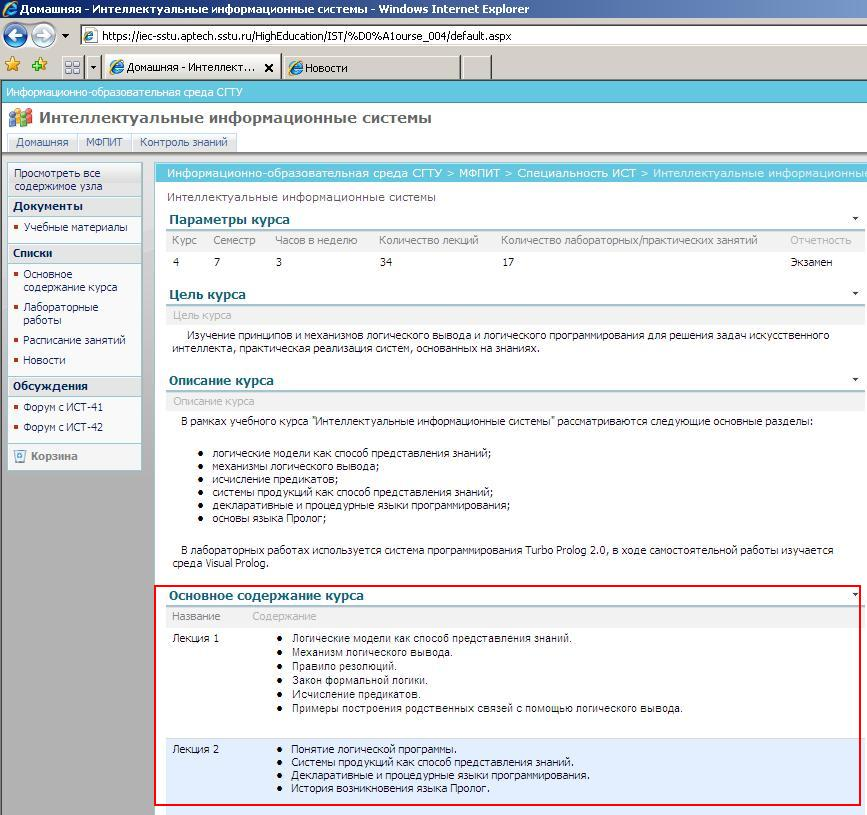 Домашняя - Интеллектуальные информационные системы - Windows Internet Explorer
https://iec-sstu.aptech.sstu.ru/HighEducation/IST/%D0%A1ourse_004/default.aspx
Домашняя - Интеллект... Новости
Информационно-образовательная среда СГТУ
Интеллектуальные информационные системы
Домашняя МФПИТ Контроль знаний
Просмотреть все
содержимое узла
Документы
Учебные материалы
Списки
Основное
содержание курса
Лабораторные
работы
Расписание занятий
Новости
Обсуждения
Форум с ИСТ-41
Форум с ИСТ-42
Корзина
Информационно-образовательная среда СГТУ > МФПИТ > Специальность ИСТ > Интеллектуальные информационные
Интеллектуальные информационные системы
Параметры курса
Курс Семестр Часов в неделю Количество лекций Количество лабораторных/практических занятий Отчетность
4 7 3 34 17 Экзамен
Цель курса
Цель курса
Изучение принципов и механизмов логического вывода и логического программирования для решения задач искусственного
интеллекта, практическая реализация систем, основанных на знаниях.
Описание курса
Описание курса
В рамках учебного курса "Интеллектуальные информационные системы" рассматриваются следующие основные разделы:
● логические модели как способ представления знаний;
● механизмы логического вывода;
● исчисление предикатов;
● системы продукций как способ представления знаний;
● декларативные и процедурные языки программирования;
● основы языка Пролог;
В лабораторных работах используется система программирования Turbo Prolog 2.0, в ходе самостоятельной работы изучается
среда Visual Prolog.
Основное содержание курса
Название Содержание
Лекция 1 ● Логические модели как способ представления знаний.
● Механизм логического вывода.
● Правило резолюций.
● Закон формальной логики.
● Исчисление предикатов.
● Примеры построения родственных связей с помощью логического вывода.
Лекция 2 ● Понятие логической программы.
● Системы продукций как способ представления знаний.
● Декларативные и процедурные языки программирования.
● История возникновения языка Пролог.